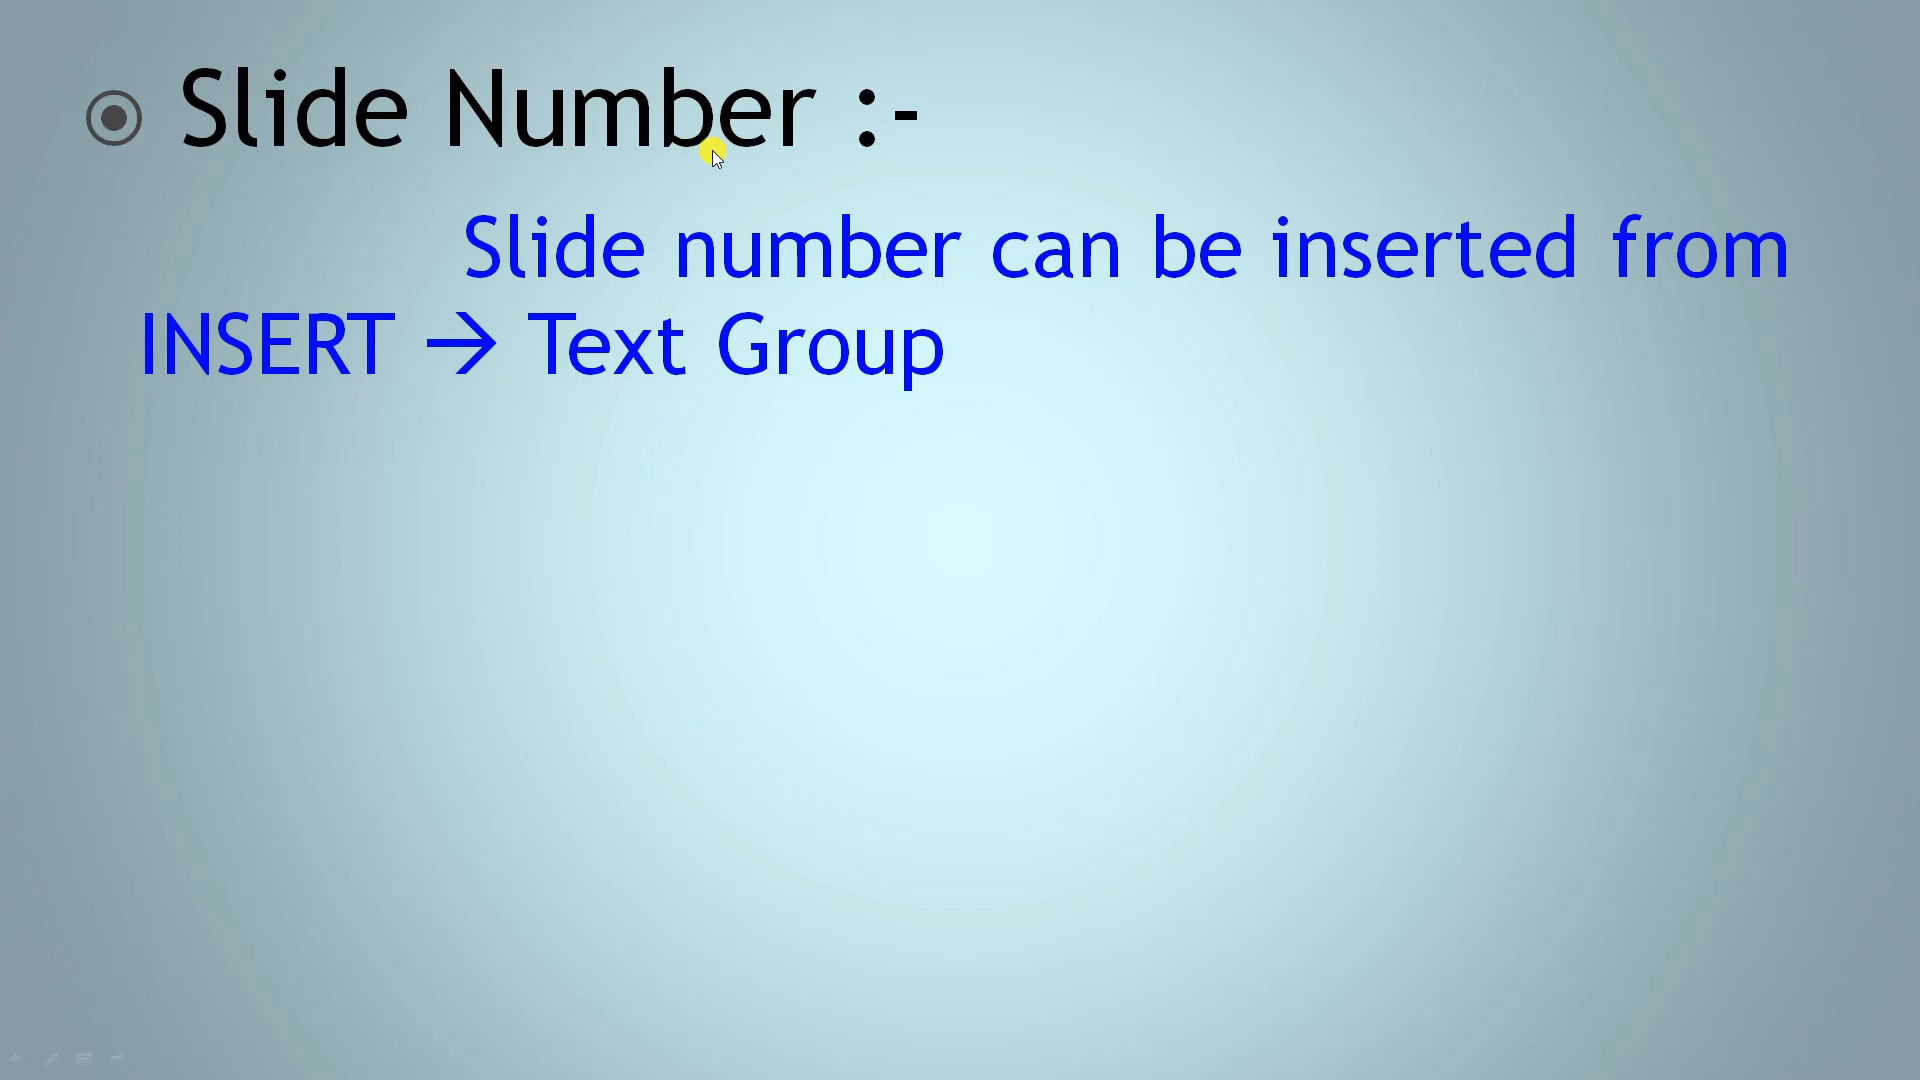 Slide Number :-
Slide number can be inserted from
INSERT → Text Group